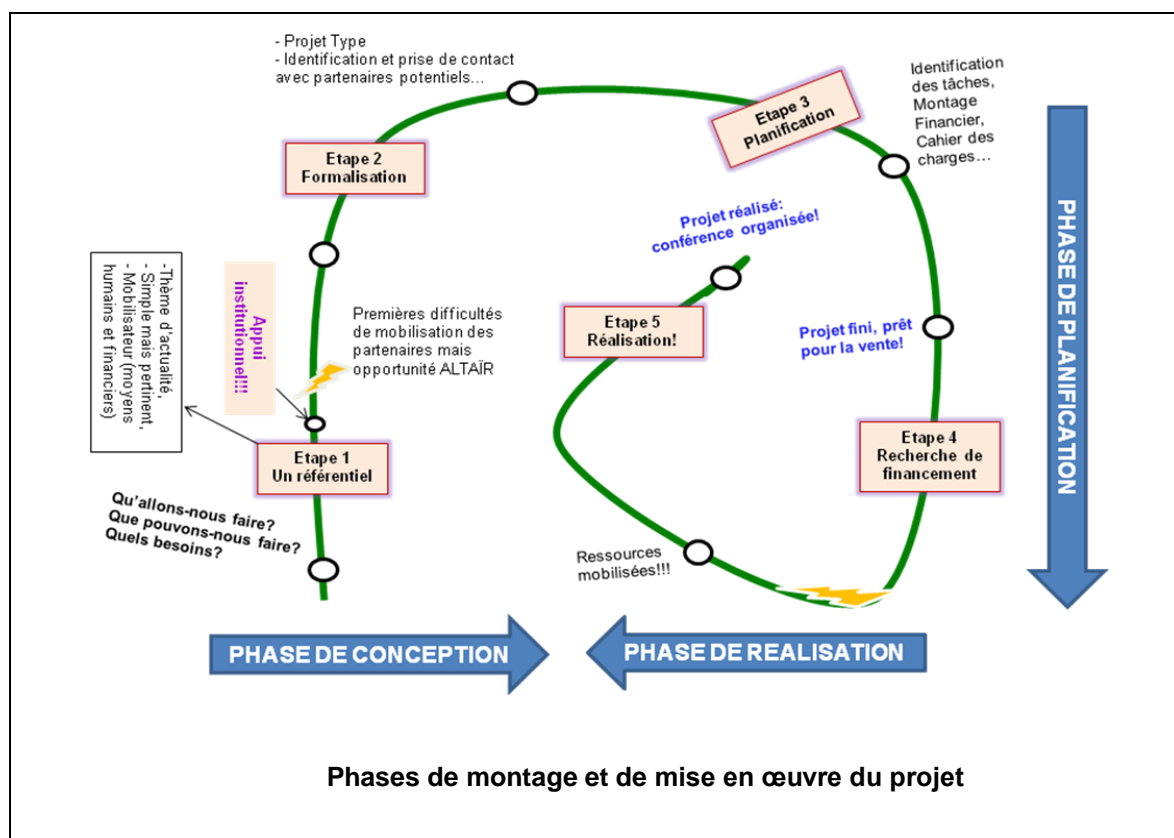 - Projet Type
- Identification et prise de contact
avec partenaires potentiels…
Identification
des tâches,
Montage
Financier,
Cahier des
charges…
Etape 3
Planification
Etape 2
Formalisation
PHASE DE PLANIFICATION
Projet réalisé:
conférence organisée!
-Thème d'actualité,
- Simple mais pertinent,
- Mobilisateur (moyens
humains et financiers)
Appui
institutionnel!!!
Premières difficultés
de mobilisation des
partenaires mais
opportunité ALTAÏR
Etape 5
Réalisation!
Projet fini, prêt
pour la vente!
Etape 1
Un référentiel
Etape 4
Recherche de
financement
Qu'allons-nous faire?
Que pouvons-nous faire?
Quels besoins?
Ressources
mobilisées!!!
PHASE DE CONCEPTION
PHASE DE REALISATION
Phases de montage et de mise en œuvre du projet